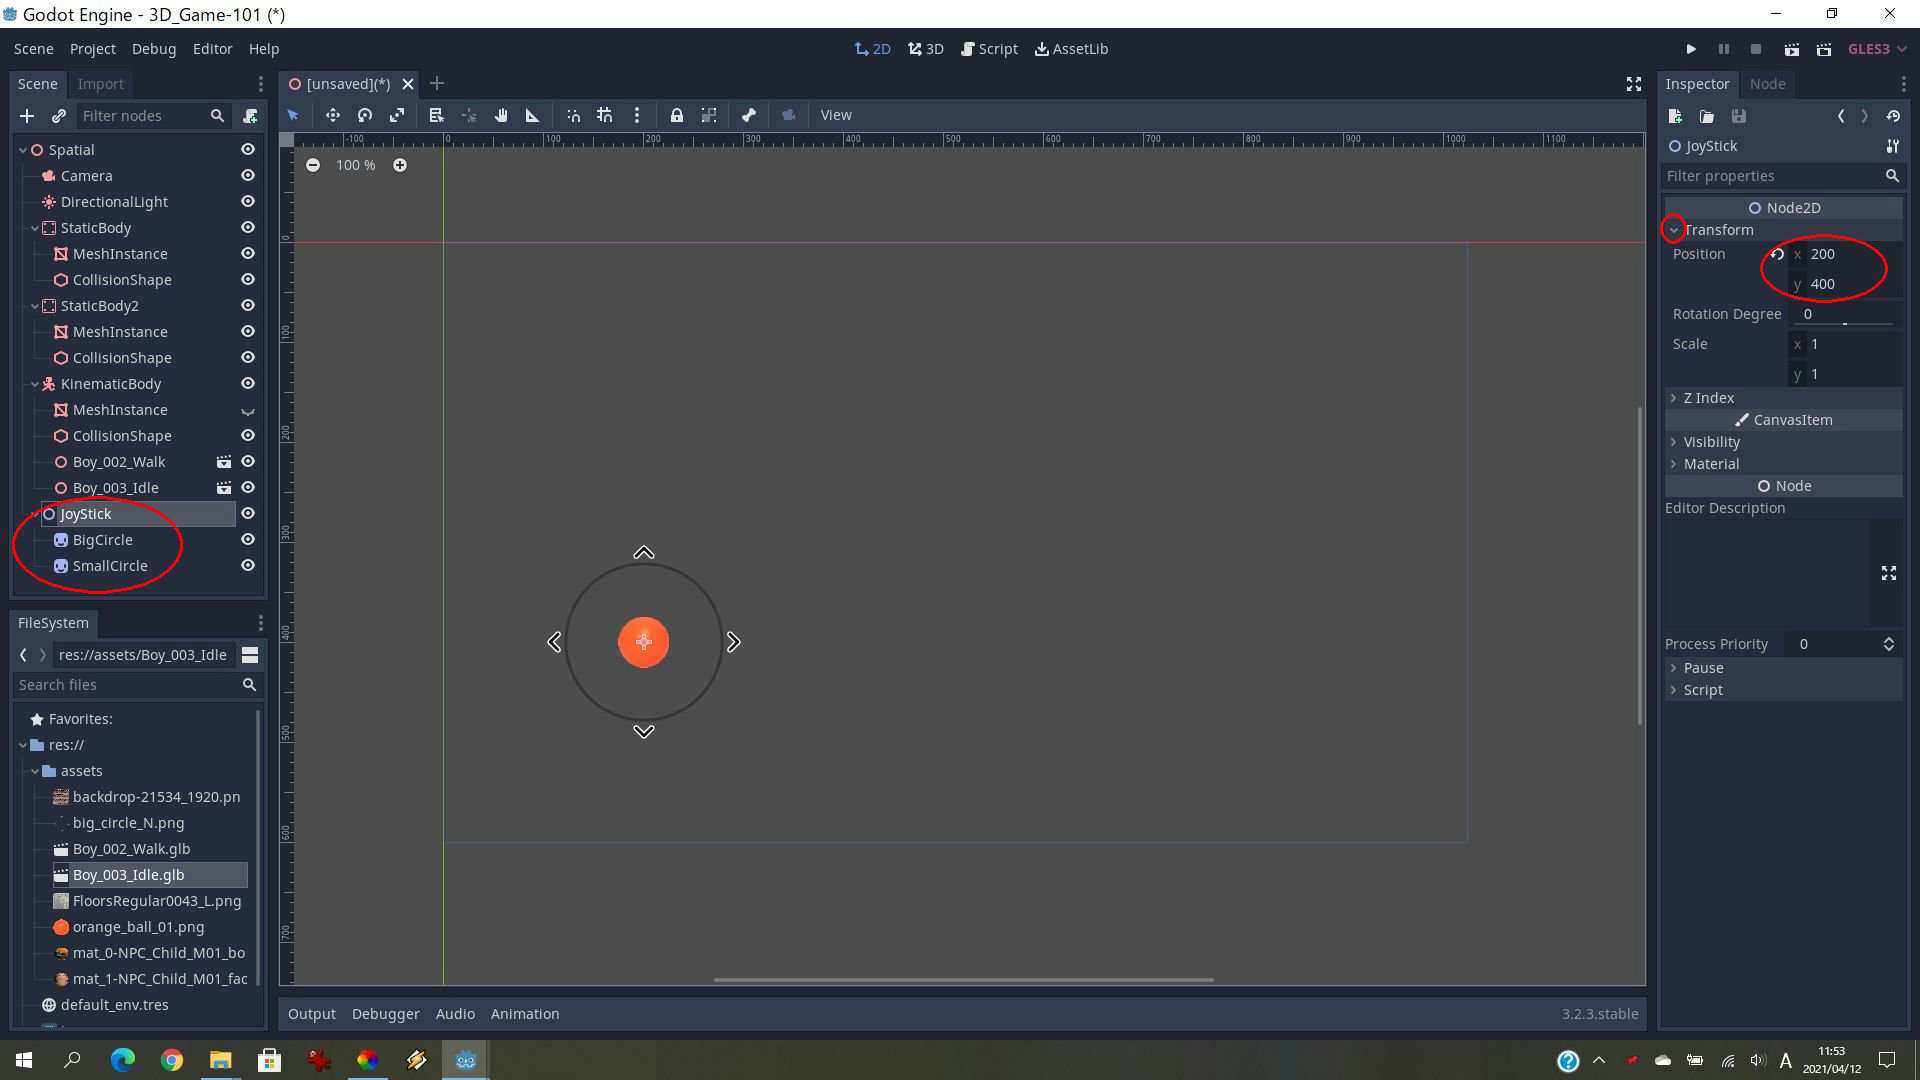 Godot Engine - 3D_Game-101 (*)
Scene Project Debug Editor Help
2D 3D Script AssetLib
GLES3
Scene Import
[unsaved](*)
Inspector Node
Filter nodes
View
JoyStick
Filter properties
-100 0 100 200 300 400 500 600 700 800 900 1000 1100
100 %
0
100
200
300
400
500
600
700
Spatial
Camera
DirectionalLight
StaticBody
MeshInstance
CollisionShape
StaticBody2
MeshInstance
CollisionShape
KinematicBody
MeshInstance
CollisionShape
Boy_002_Walk
Boy_003_Idle
JoyStick
BigCircle
SmallCircle
FileSystem
res://assets/Boy_003_Idle
Search files
Favorites:
res://
assets
backdrop-21534_1920.pn
big_circle_N.png
Boy_002_Walk.glb
Boy_003_Idle.glb
FloorsRegular0043_L.png
orange_ball_01.png
mat_0-NPC_Child_M01_bo
mat_1-NPC_Child_M01_fac
default_env.tres
Node2D
Transform
Position x 200
y 400
Rotation Degree 0
Scale x 1
y 1
Z Index
CanvasItem
Visibility
Material
Node
Editor Description
Process Priority 0
Pause
Script
Output Debugger Audio Animation
3.2.3.stable
A
11:53
2021/04/12